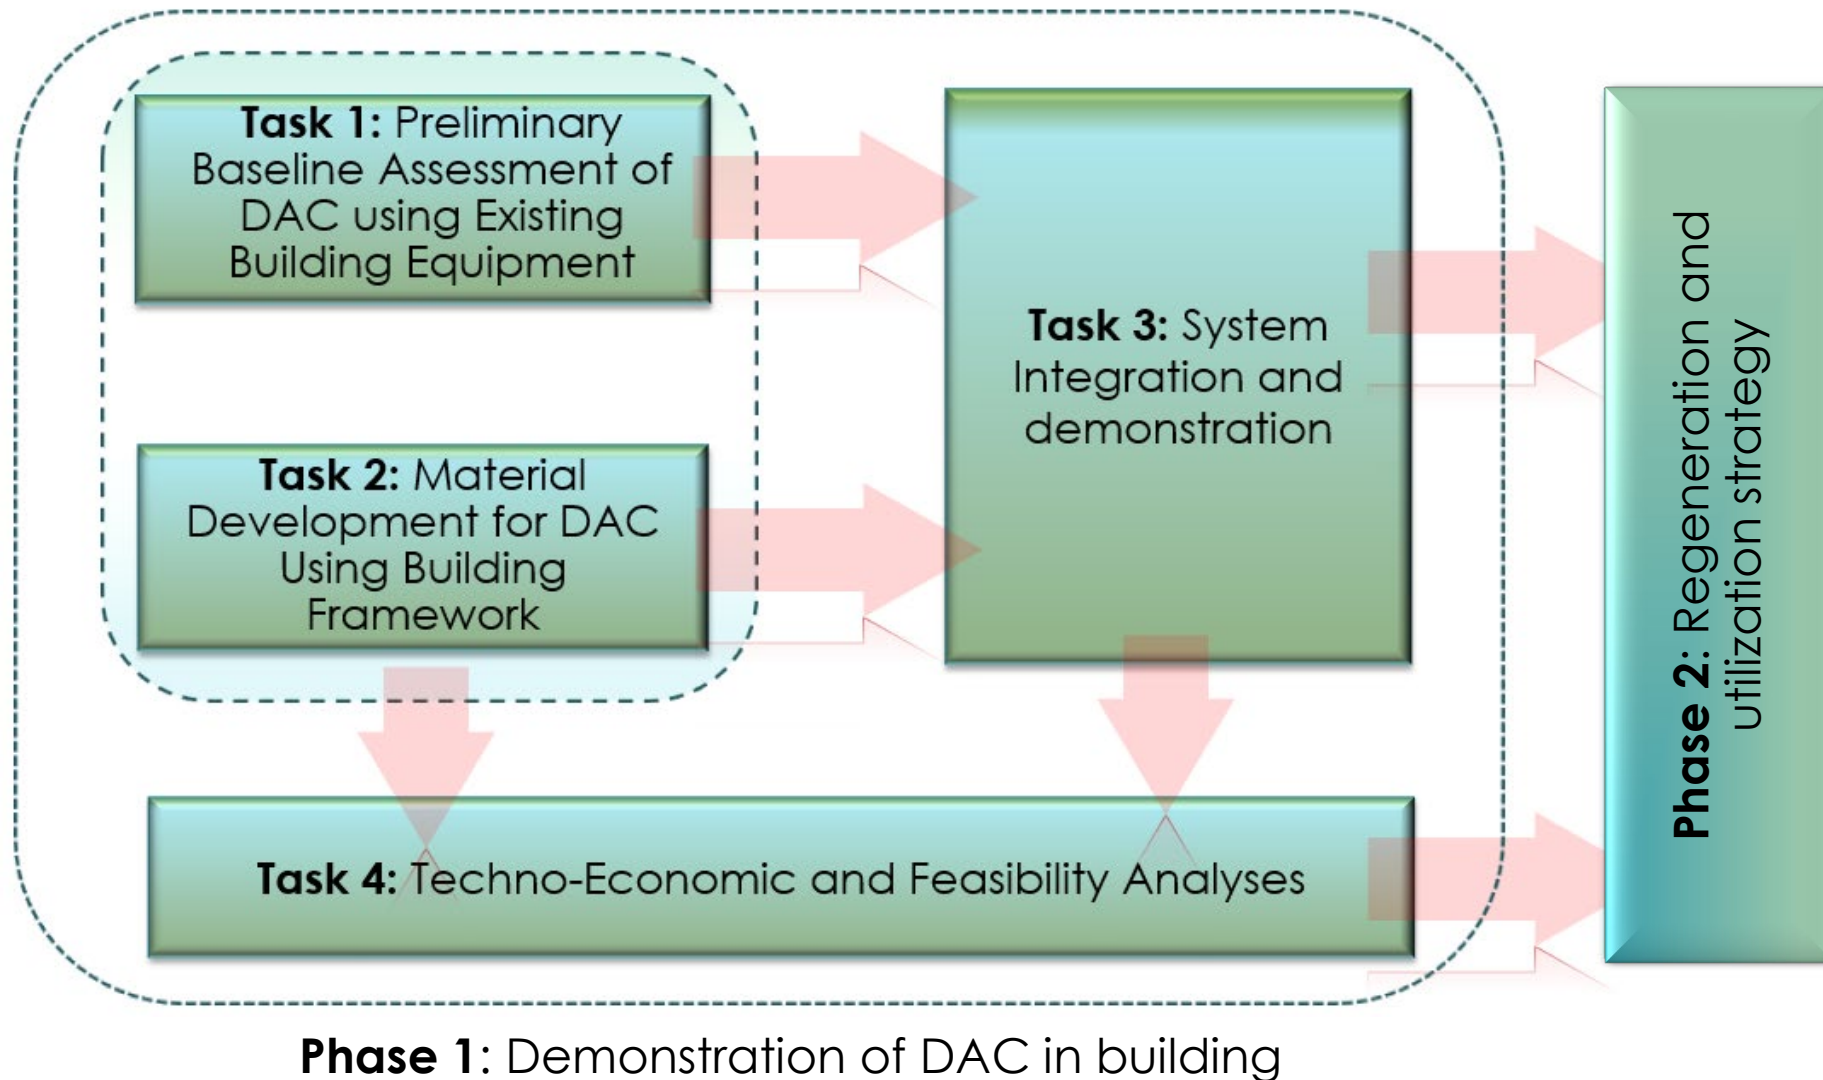 Task 1: Preliminary
Baseline Assessment of
DAC using Existing
Building Equipment
Task 2: Material
Development for DAC
Using Building
Framework
Task 3: System
Integration and
demonstration
Task 4: Techno-Economic and Feasibility Analyses
Phase 2: Regeneration and
utilization strategy
Phase 1: Demonstration of DAC in building